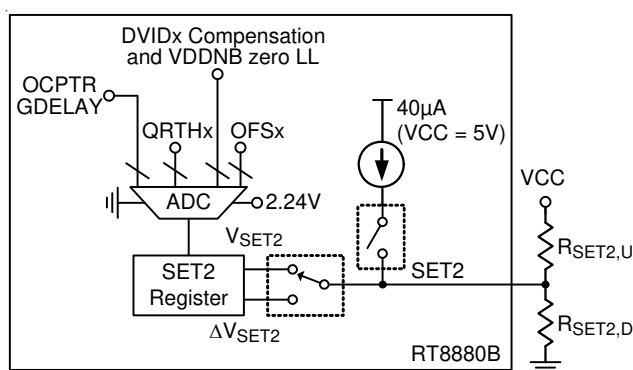 DVIDx Compensation
and VDDNB zero LL
OCPTR
GDELAY
QRTHx
OFSx
40µA
(VCC = 5V)
ADC
2.24V
VCC
VSET2
SET2
Register
SET2
RSET2,U
ΔVSET2
RSET2,D
RT8880B